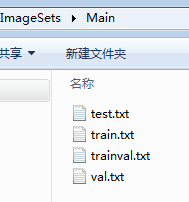 ImageSets ▸ Main
共享 ▾ 新建文件夹
名称
test.txt
train.txt
trainval.txt
val.txt